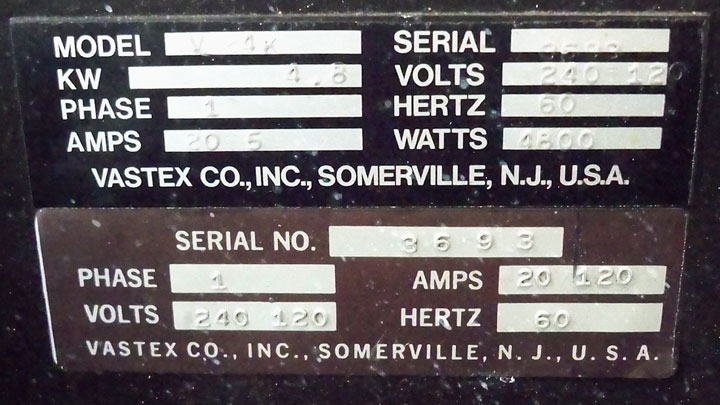 MODEL V 4K SERIAL 3693
KW 4.8 VOLTS 240 120
PHASE 1 HERTZ 60
AMPS 20 5 WATTS 4800
VASTEX CO., INC., SOMERVILLE, N.J., U.S.A.
SERIAL NO. 3693
PHASE 1 AMPS 20 120
VOLTS 240 120 HERTZ 60
VASTEX CO., INC., SOMERVILLE, N. J., U. S. A.